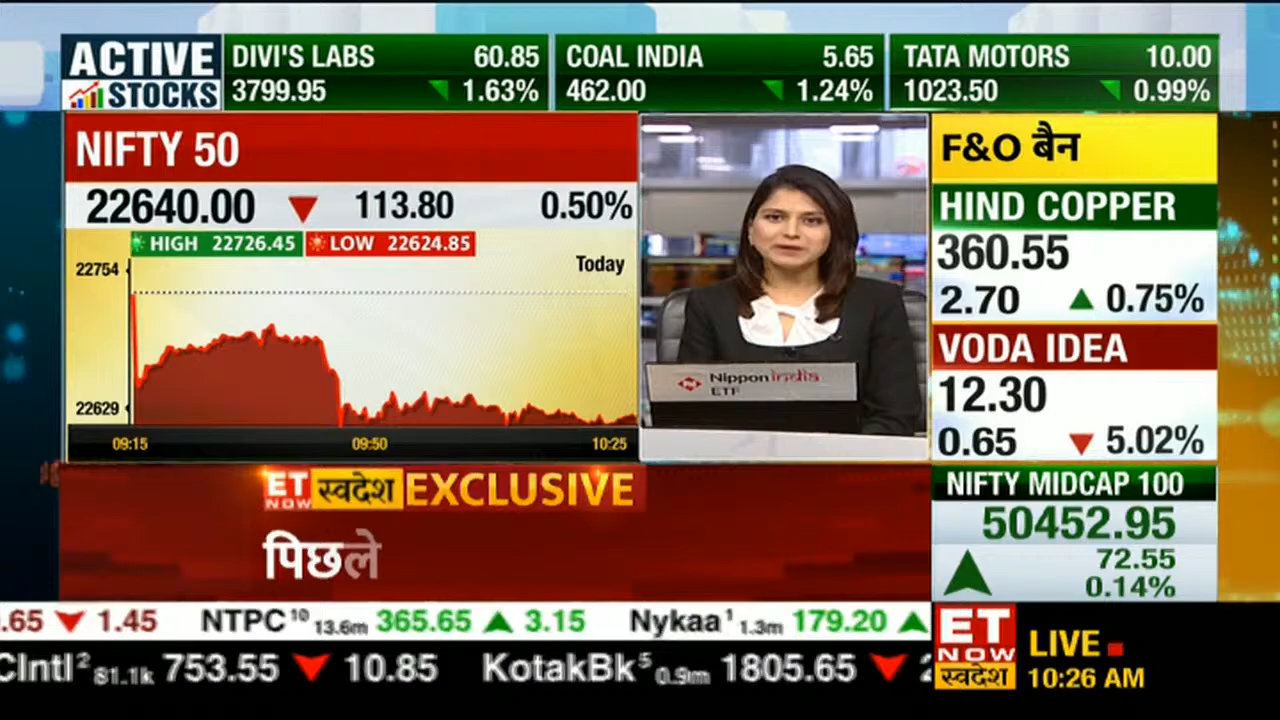 ACTIVE STOCKS
DIVI'S LABS 60.85
3799.95 1.63%
COAL INDIA 5.65
462.00 1.24%
TATA MOTORS 10.00
1023.50 0.99%
NIFTY 50
22640.00 113.80 0.50%
HIGH 22726.45 LOW 22624.85
Today
22754
22629
09:15 09:50 10:25
Nippon india
ETF
F&O बैन
HIND COPPER
360.55
2.70 0.75%
VODA IDEA
12.30
0.65 5.02%
NIFTY MIDCAP 100
50452.95
72.55
0.14%
ET NOW स्वदेश EXCLUSIVE
पिछले
.65 1.45 NTPC 10 13.6m 365.65 3.15 Nykaa 1 1.3m 179.20
CIntl 2 81.1k 753.55 10.85 KotakBk 5 0.9m 1805.65
ET NOW स्वदेश
LIVE
10:26 AM